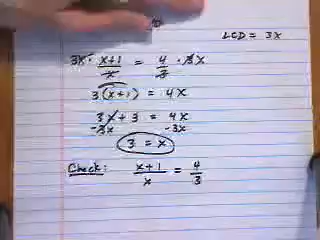 LCD = 3x
3x · x+1/x = 4/3 · 3x
3(x+1) = 4x
3x + 3 = 4x
-3x -3x
3 = x
Check: x+1/x = 4/3